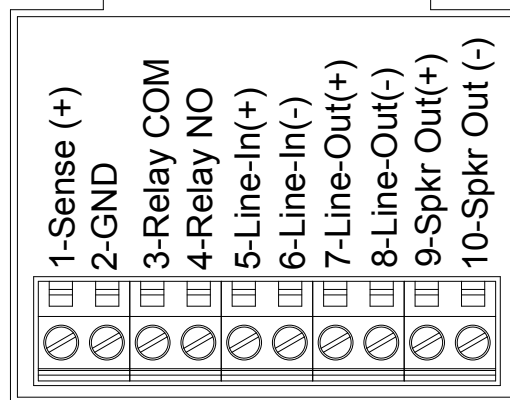 1-Sense (+)
2-GND
3-Relay COM
4-Relay NO
5-Line-In(+)
6-Line-In(-)
7-Line-Out(+)
8-Line-Out(-)
9-Spkr Out(+)
10-Spkr Out (-)